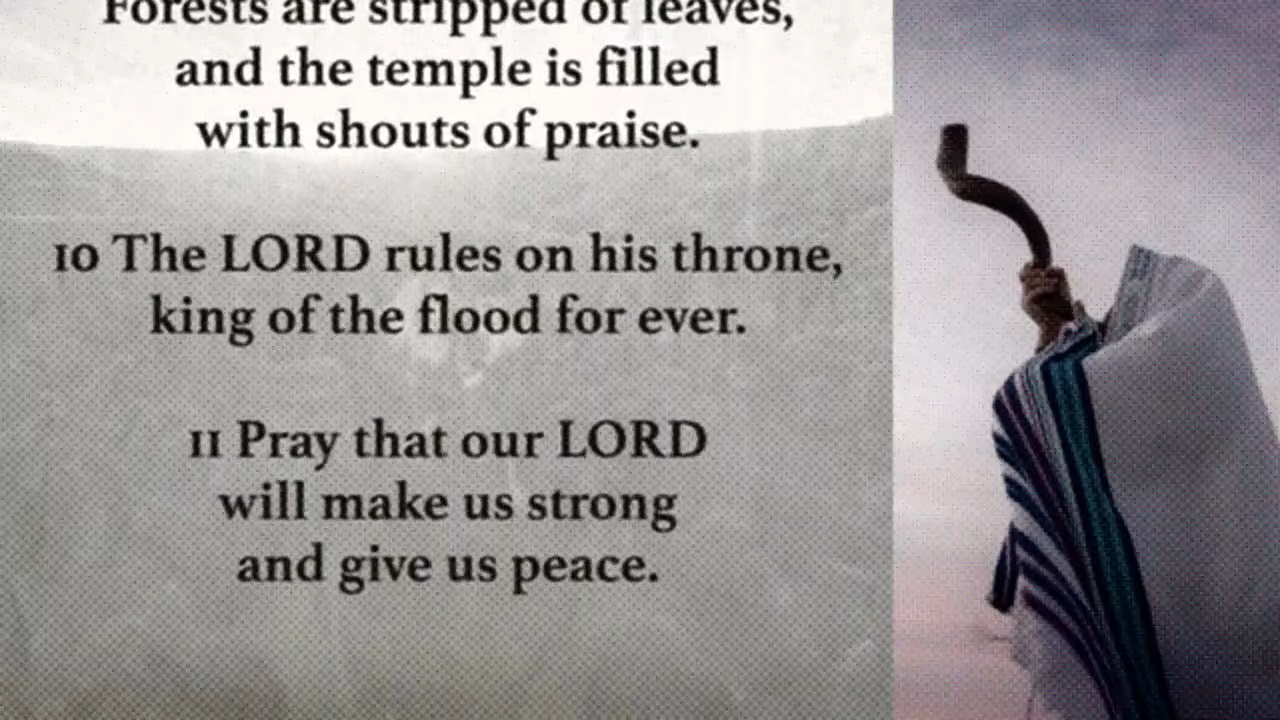 Forests are stripped of leaves,
and the temple is filled
with shouts of praise.
10 The LORD rules on his throne,
king of the flood for ever.
11 Pray that our LORD
will make us strong
and give us peace.